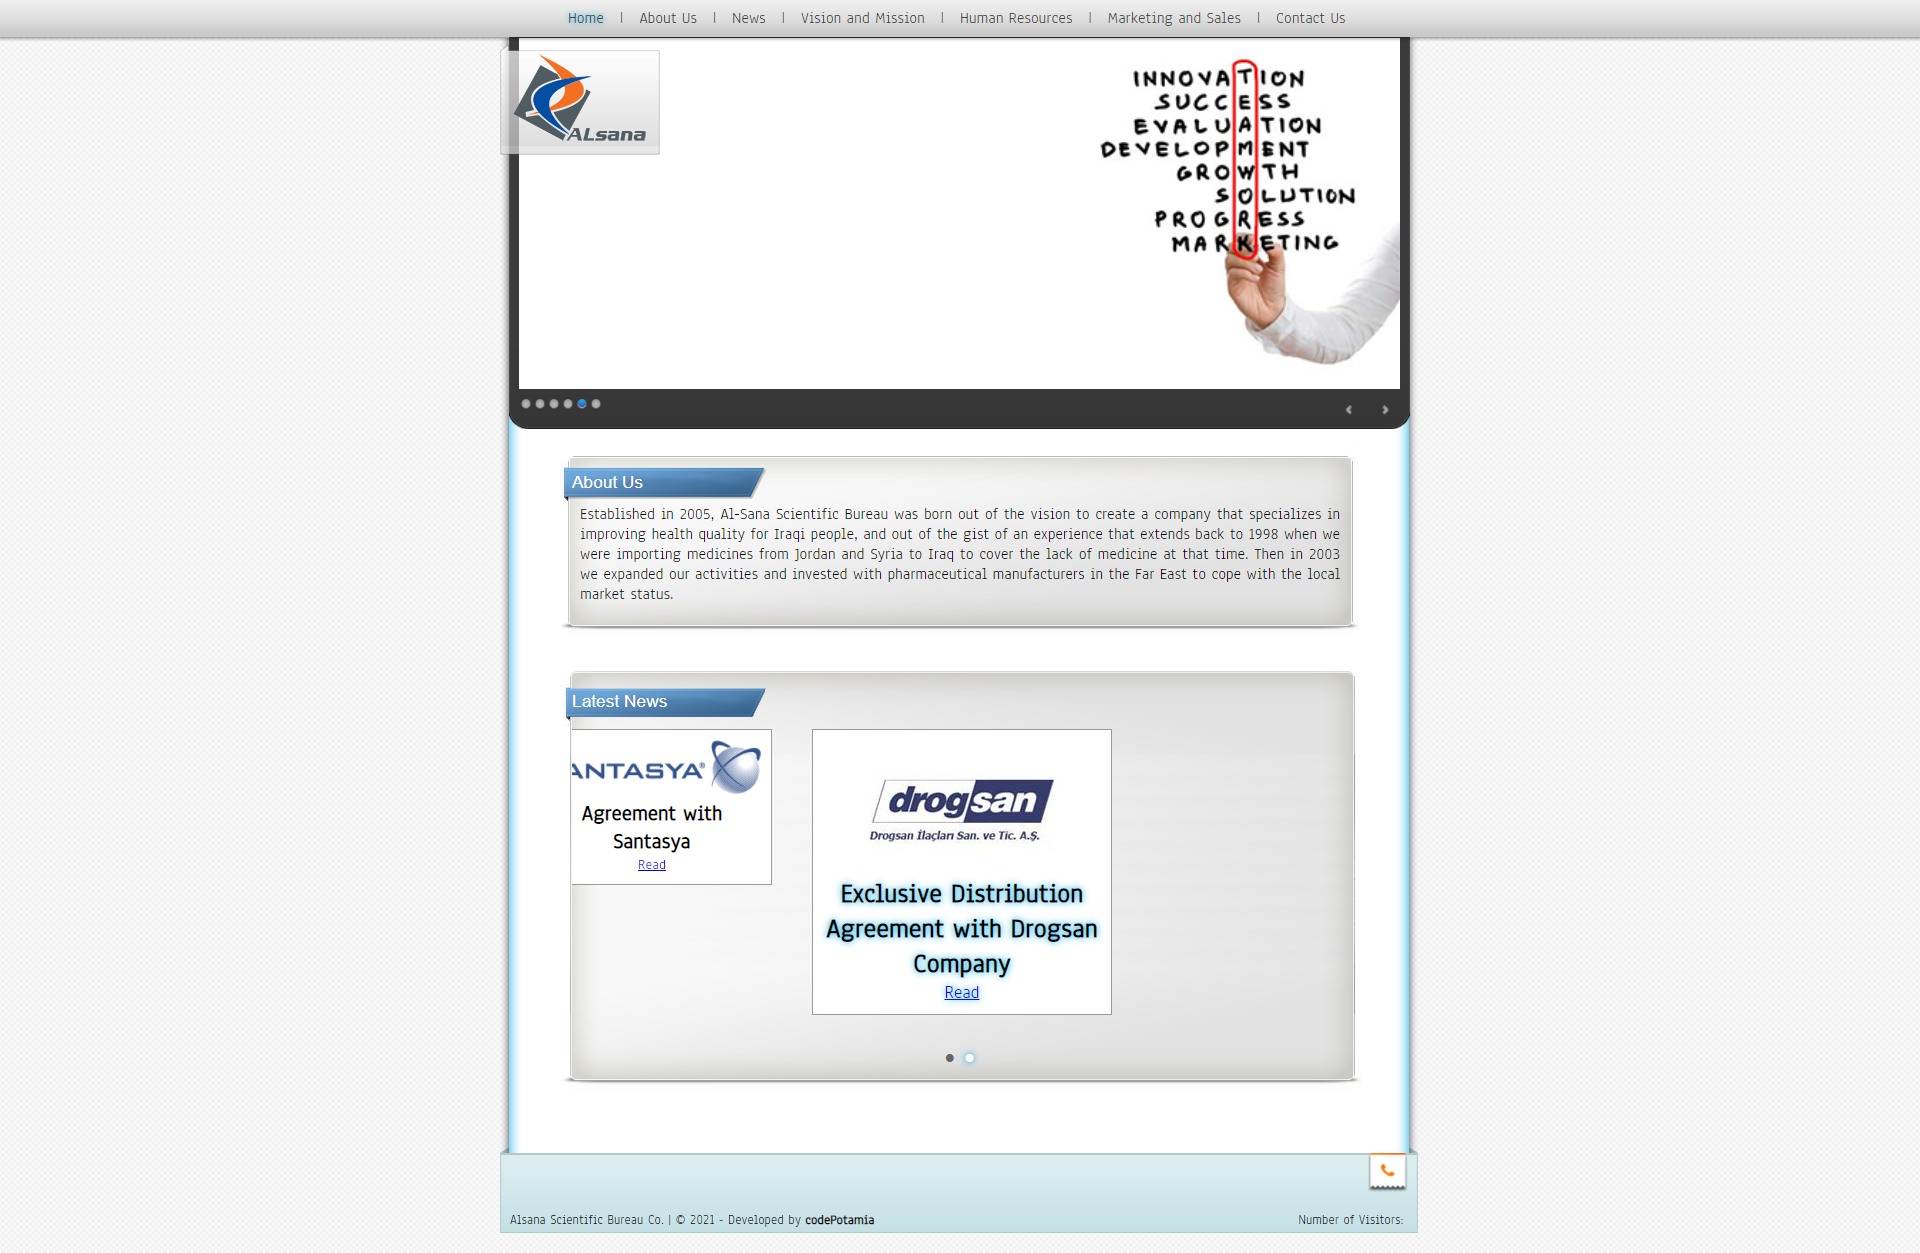 Home | About Us | News | Vision and Mission | Human Resources | Marketing and Sales | Contact Us
ALsana
INNOVATION
SUCCESS
EVALUATION
DEVELOPMENT
GROWTH
SOLUTION
PROGRESS
MARKETING
About Us
Established in 2005, Al-Sana Scientific Bureau was born out of the vision to create a company that specializes in
improving health quality for Iraqi people, and out of the gist of an experience that extends back to 1998 when we
were importing medicines from Jordan and Syria to Iraq to cover the lack of medicine at that time. Then in 2003
we expanded our activities and invested with pharmaceutical manufacturers in the Far East to cope with the local
market status.
Latest News
ANTASYA®
Agreement with
Santasya
Read
drogsan
Drogsan İlaçları San. ve Tic. A.Ş.
Exclusive Distribution
Agreement with Drogsan
Company
Read
Alsana Scientific Bureau Co. | © 2021 - Developed by codePotamia
Number of Visitors: